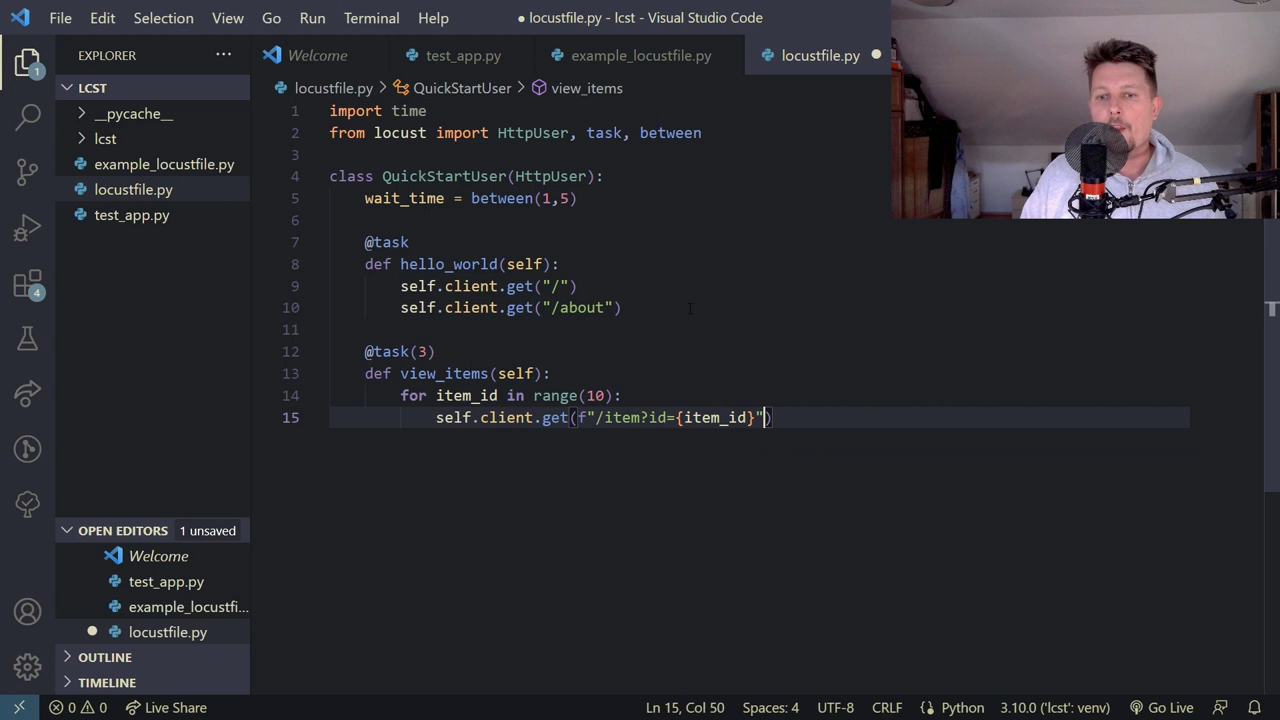 File Edit Selection View Go Run Terminal Help
● locustfile.py - lcst - Visual Studio Code
EXPLORER ...
Welcome test_app.py example_locustfile.py locustfile.py
LCST
locustfile.py > QuickStartUser > view_items
__pycache__
lcst
example_locustfile.py
locustfile.py
test_app.py
1 import time
2 from locust import HttpUser, task, between
3
4 class QuickStartUser(HttpUser):
5 wait_time = between(1,5)
6
7 @task
8 def hello_world(self):
9 self.client.get("/")
10 self.client.get("/about")
11
12 @task(3)
13 def view_items(self):
14 for item_id in range(10):
15 self.client.get(f"/item?id={item_id}")
1
4
OPEN EDITORS 1 unsaved
Welcome
test_app.py
example_locustfi...
locustfile.py
OUTLINE
TIMELINE
0 0 Live Share
Ln 15, Col 50 Spaces: 4 UTF-8 CRLF Python 3.10.0 ('lcst': venv) Go Live